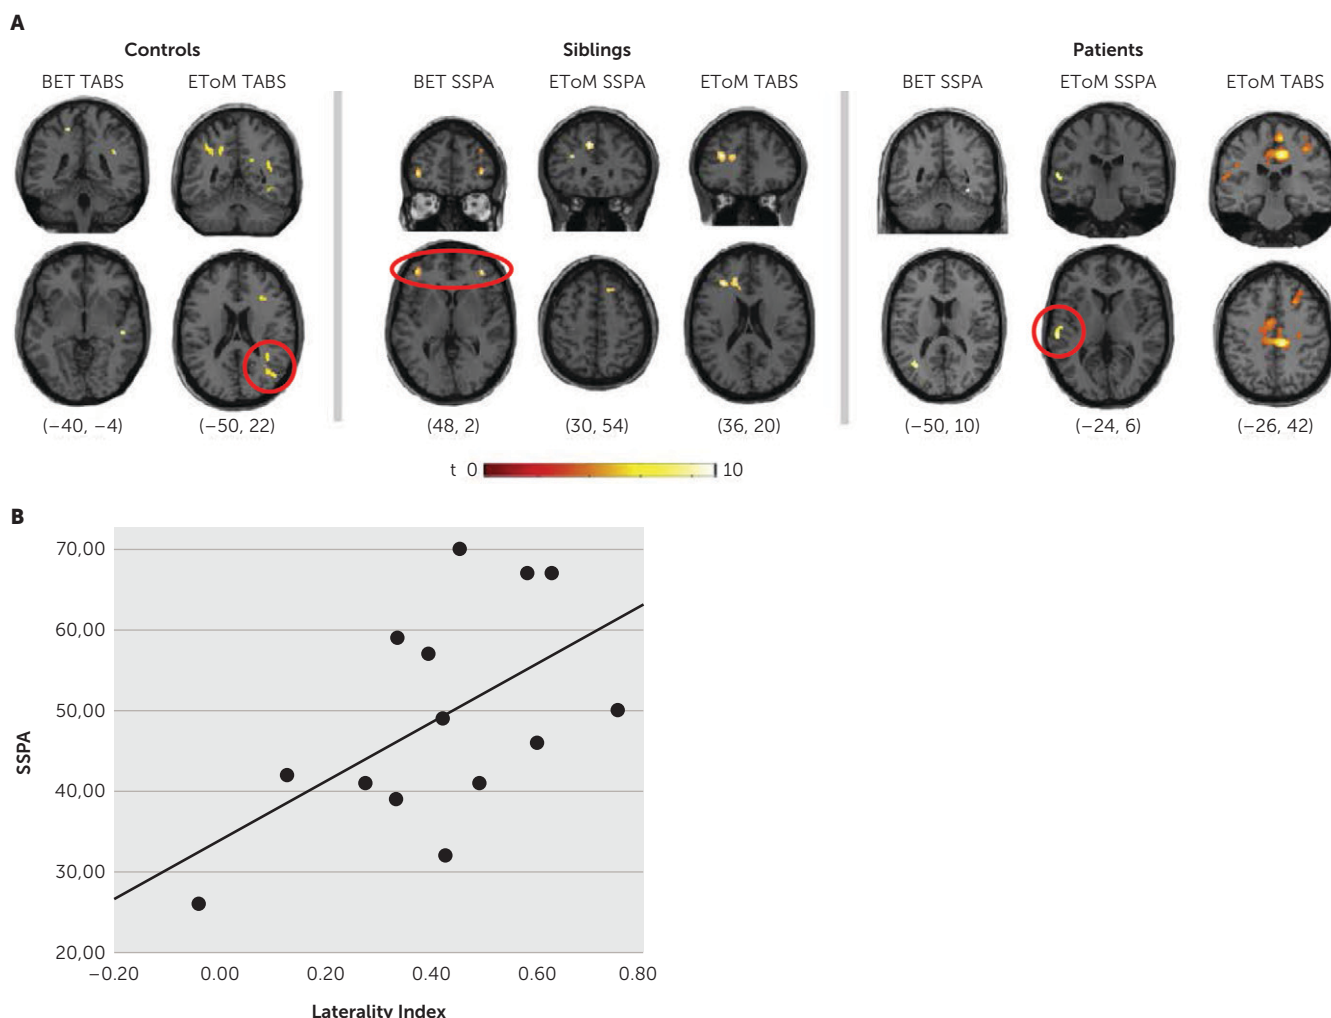 A
Controls Siblings Patients
BET TABS EToM TABS BET SSPA EToM SSPA EToM TABS BET SSPA EToM SSPA EToM TABS
(−40, −4) (−50, 22) (48, 2) (30, 54) (36, 20) (−50, 10) (−24, 6) (−26, 42)
t 0 10
B
70,00
60,00
50,00
40,00
30,00
20,00
SSPA
−0.20 0.00 0.20 0.40 0.60 0.80
Laterality Index